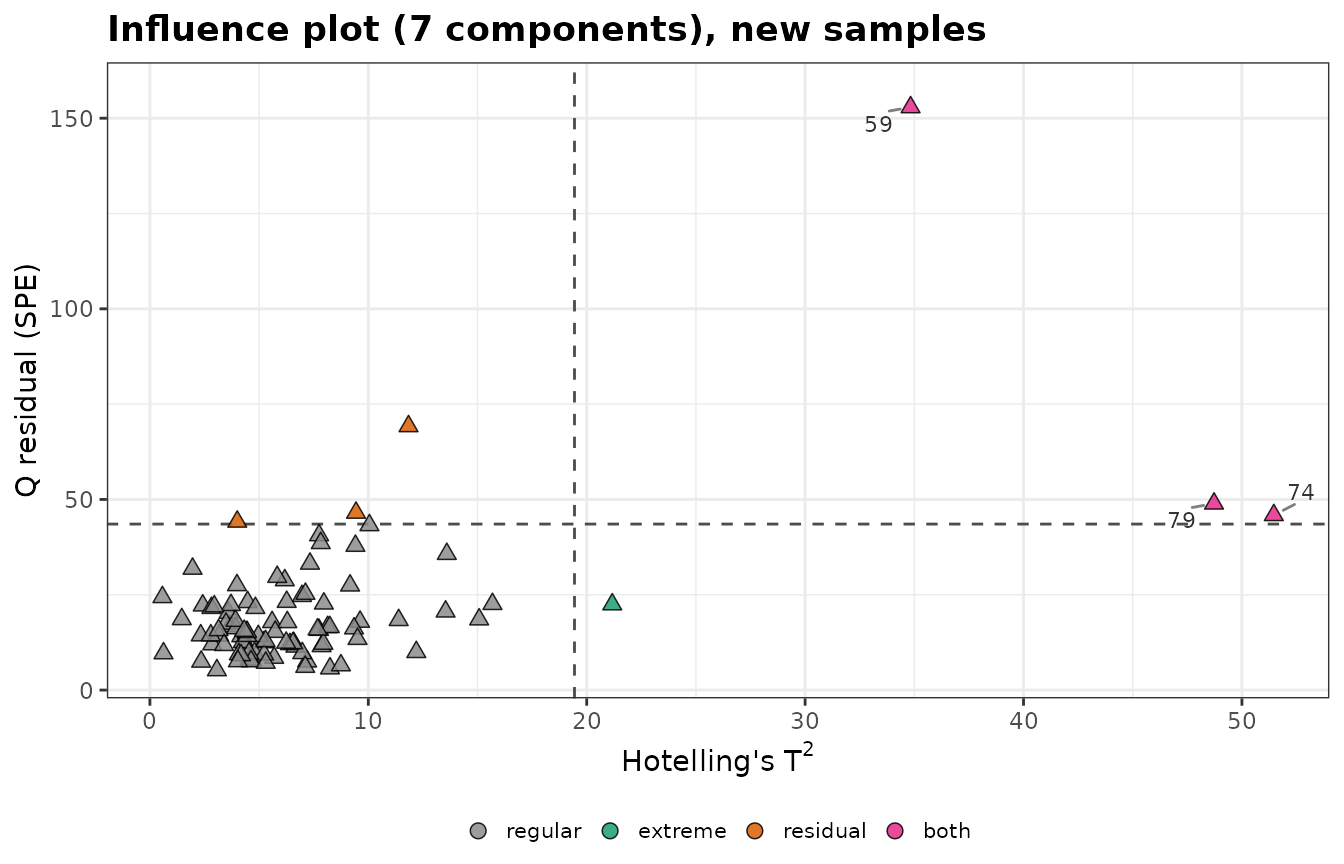 Influence plot (7 components), new samples
Q residual (SPE)
150
100
50
0
59
74
79
0 10 20 30 40 50
Hotelling's T²
regular extreme residual both